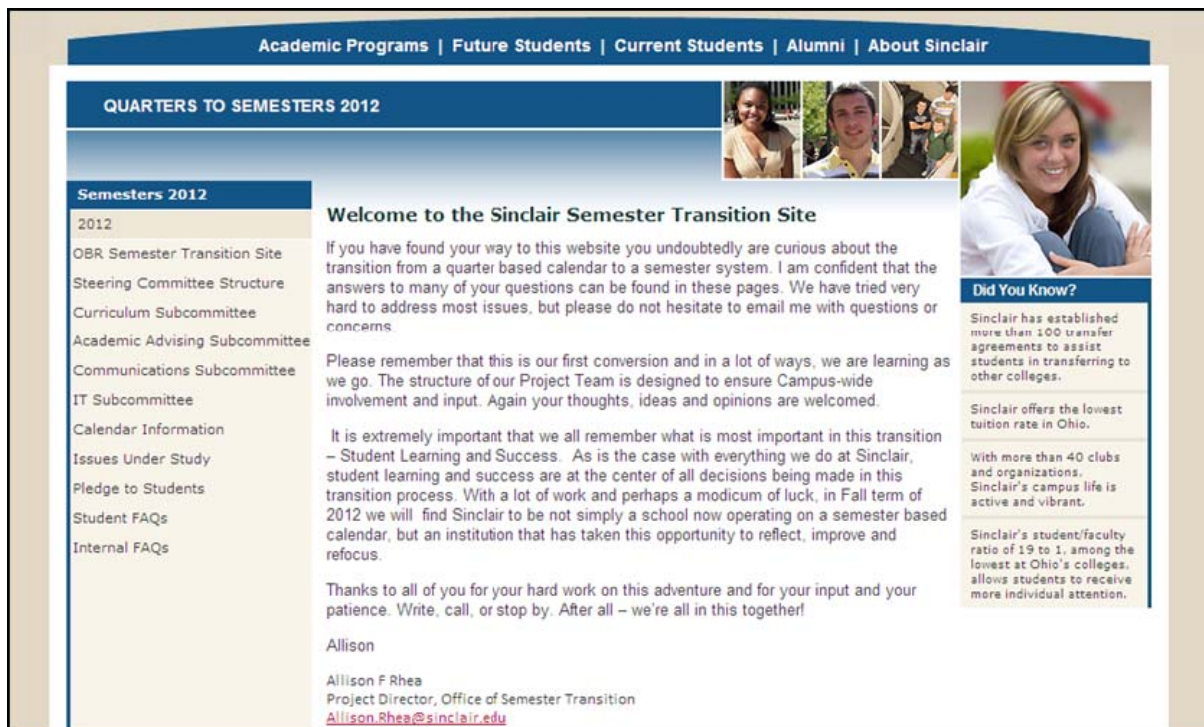 Academic Programs | Future Students | Current Students | Alumni | About Sinclair
QUARTERS TO SEMESTERS 2012
Semesters 2012
2012
OBR Semester Transition Site
Steering Committee Structure
Curriculum Subcommittee
Academic Advising Subcommittee
Communications Subcommittee
IT Subcommittee
Calendar Information
Issues Under Study
Pledge to Students
Student FAQs
Internal FAQs
Welcome to the Sinclair Semester Transition Site
If you have found your way to this website you undoubtedly are curious about the
transition from a quarter based calendar to a semester system. I am confident that the
answers to many of your questions can be found in these pages. We have tried very
hard to address most issues, but please do not hesitate to email me with questions or
concerns.
Please remember that this is our first conversion and in a lot of ways, we are learning as
we go. The structure of our Project Team is designed to ensure Campus-wide
involvement and input. Again your thoughts, ideas and opinions are welcomed.
It is extremely important that we all remember what is most important in this transition
– Student Learning and Success. As is the case with everything we do at Sinclair,
student learning and success are at the center of all decisions being made in this
transition process. With a lot of work and perhaps a modicum of luck, in Fall term of
2012 we will find Sinclair to be not simply a school now operating on a semester based
calendar, but an institution that has taken this opportunity to reflect, improve and
refocus.
Thanks to all of you for your hard work on this adventure and for your input and your
patience. Write, call, or stop by. After all – we're all in this together!
Allison
Allison F Rhea
Project Director, Office of Semester Transition
Allison.Rhea@sinclair.edu
Did You Know?
Sinclair has established
more than 100 transfer
agreements to assist
students in transferring to
other colleges.
Sinclair offers the lowest
tuition rate in Ohio.
With more than 40 clubs
and organizations,
Sinclair's campus life is
active and vibrant.
Sinclair's student/faculty
ratio of 19 to 1, among the
lowest at Ohio's colleges,
allows students to receive
more individual attention.